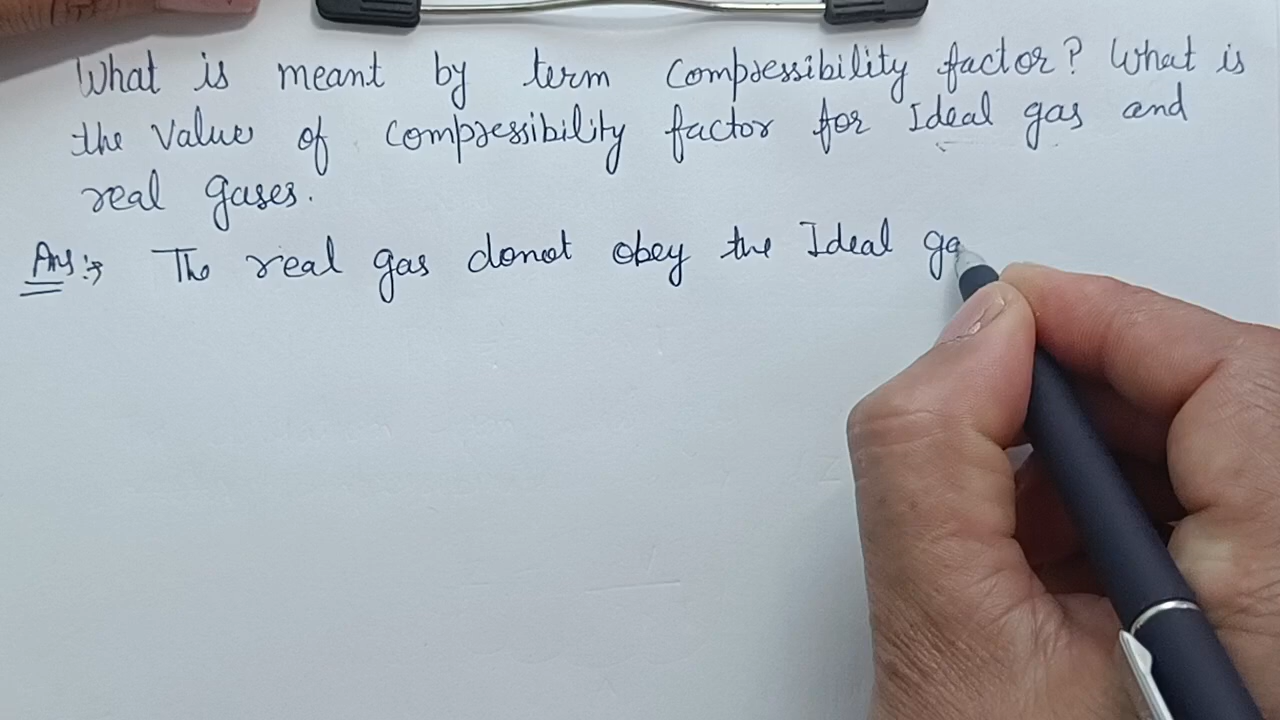 What is meant by term Compressibility factor? What is
the Value of Compressibility factor for Ideal gas and
real gases.
Ans:→ The real gas donot obey the Ideal ga